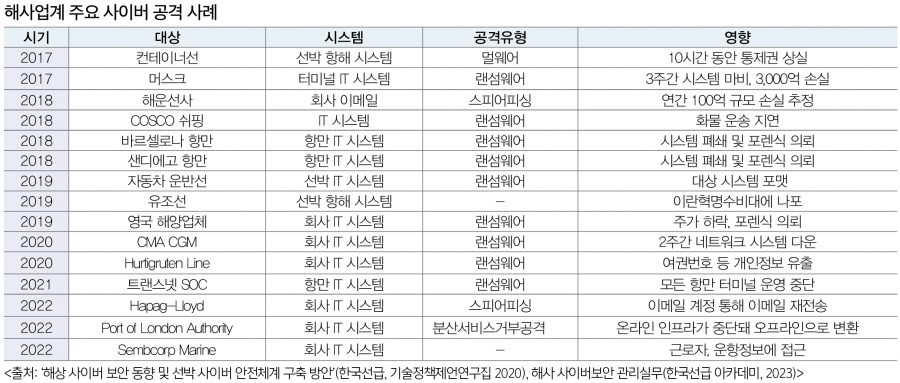 해사업계 주요 사이버 공격 사례
시기 대상 시스템 공격유형 영향
2017 컨테이너선 선박 항해 시스템 멀웨어 10시간 동안 통제권 상실
2017 머스크 터미널 IT 시스템 랜섬웨어 3주간 시스템 마비, 3,000억 손실
2018 해운선사 회사 이메일 스피어피싱 연간 100억 규모 손실 추정
2018 COSCO 쉬핑 IT 시스템 랜섬웨어 화물 운송 지연
2018 바르셀로나 항만 항만 IT 시스템 랜섬웨어 시스템 폐쇄 및 포렌식 의뢰
2018 샌디에고 항만 항만 IT 시스템 랜섬웨어 시스템 폐쇄 및 포렌식 의뢰
2019 자동차 운반선 선박 IT 시스템 랜섬웨어 대상 시스템 포맷
2019 유조선 선박 항해 시스템 – 이란혁명수비대에 나포
2019 영국 해양업체 회사 IT 시스템 랜섬웨어 주가 하락, 포렌식 의뢰
2020 CMA CGM 회사 IT 시스템 랜섬웨어 2주간 네트워크 시스템 다운
2020 Hurtigruten Line 회사 IT 시스템 랜섬웨어 여권번호 등 개인정보 유출
2021 트랜스넷 SOC 회사 IT 시스템 랜섬웨어 모든 항만 터미널 운영 중단
2022 Hapag-Lloyd 회사 IT 시스템 스피어피싱 이메일 계정 통해 이메일 재전송
2022 Port of London Authority 회사 IT 시스템 분산서비스거부공격 온라인 인프라가 중단돼 오프라인으로 변환
2022 Sembcorp Marine 회사 IT 시스템 – 근로자, 운항정보에 접근
<출처: '해상 사이버 보안 동향 및 선박 사이버 안전체계 구축 방안'(한국선급, 기술정책제언연구집 2020), 해사 사이버보안 관리실무(한국선급 아카데미, 2023)>